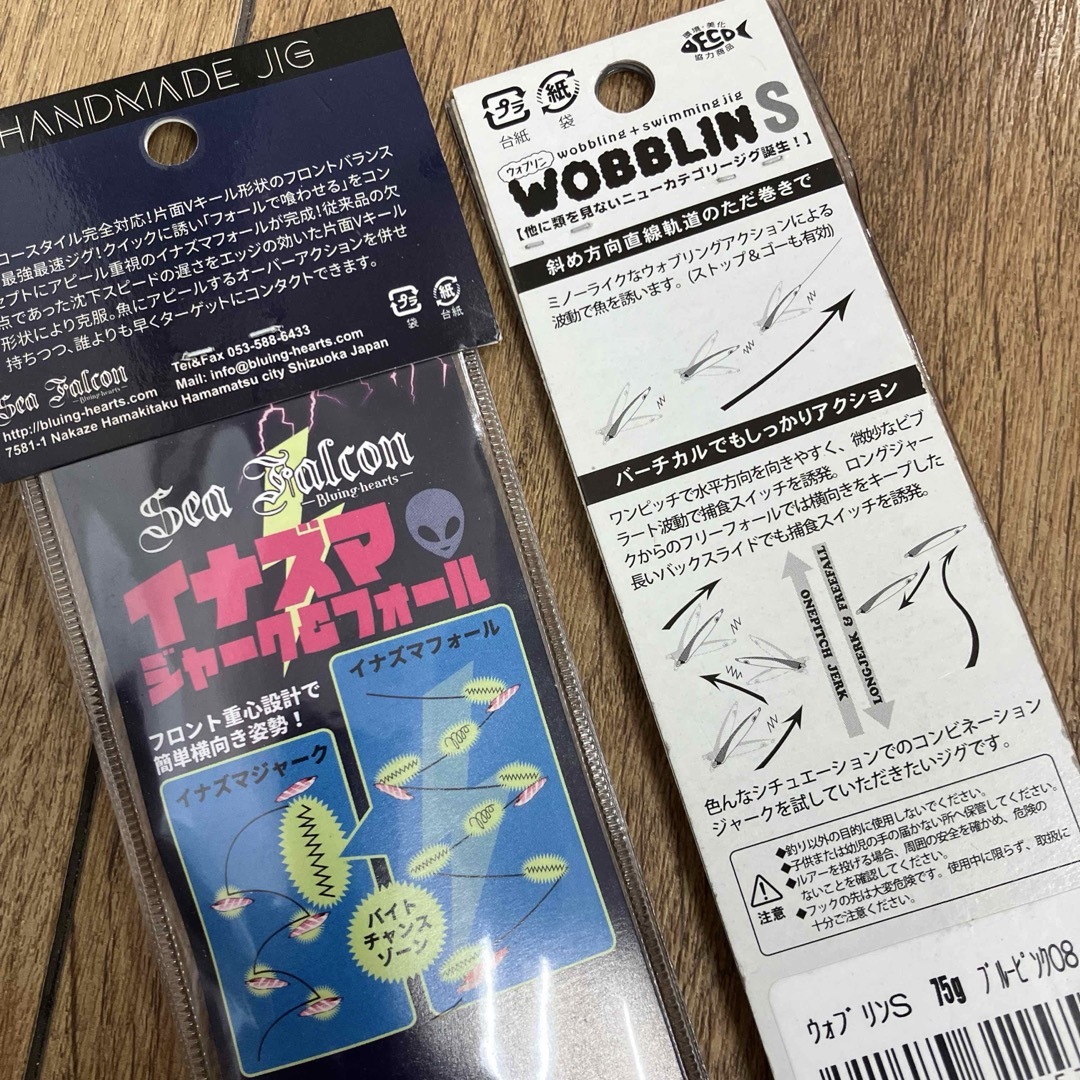 HANDMADE JIG
コースタイル完全対応!片面Vキール形状のフロントバランス
最強最速ジグ!クイックに誘い「フォールで喰わせる」をコン
セプトにアピール重視のイナズマフォールが完成!従来品の欠
点であった沈下スピードの遅さをエッジの効いた片面Vキール
形状により克服。魚にアピールするオーバーアクションを併せ
持ちつつ、誰よりも早くターゲットにコンタクトできます。
プラ
袋
紙
台紙
Sea Falcon
Bluing-hearts
Tel&Fax 053-588-6433
Mail: info@bluing-hearts.com
http://bluing-hearts.com
7581-1 Nakaze Hamakitaku Hamamatsu city Shizuoka Japan
Sea Falcon
Bluing-hearts
イナズマ
ジャーク&フォール
フロント重心設計で
簡単横向き姿勢!
イナズマフォール
イナズマジャーク
バイト
チャンス
ゾーン
環境・美化
ECO
協力商品
プラ
台紙
紙
袋
wobbling+swimming jig
ウォブリン
WOBBLIN S
【他に類を見ないニューカテゴリージグ誕生!】
斜め方向直線軌道のただ巻きで
ミノーライクなウォブリングアクションによる
波動で魚を誘います。(ストップ&ゴーも有効)
バーチカルでもしっかりアクション
ワンピッチで水平方向を向きやすく、微妙なビブ
ラート波動で捕食スイッチを誘発。ロングジャー
クからのフリーフォールでは横向きをキープした
長いバックスライドでも捕食スイッチを誘発。
ONEPITCH JERK
LONGJERK & FREEFALL
色んなシチュエーションでのコンビネーション
ジャークを試していただきたいジグです。
注意
◆釣り以外の目的に使用しないでください。
◆子供または幼児の手の届かない所へ保管してください。
◆ルアーを投げる場合、周囲の安全を確かめ、危険の
ないことを確認してください。
◆フックの先は大変危険です。使用中に限らず、取扱に
十分ご注意ください。
ウォブリンS 75g ブルーピンク08